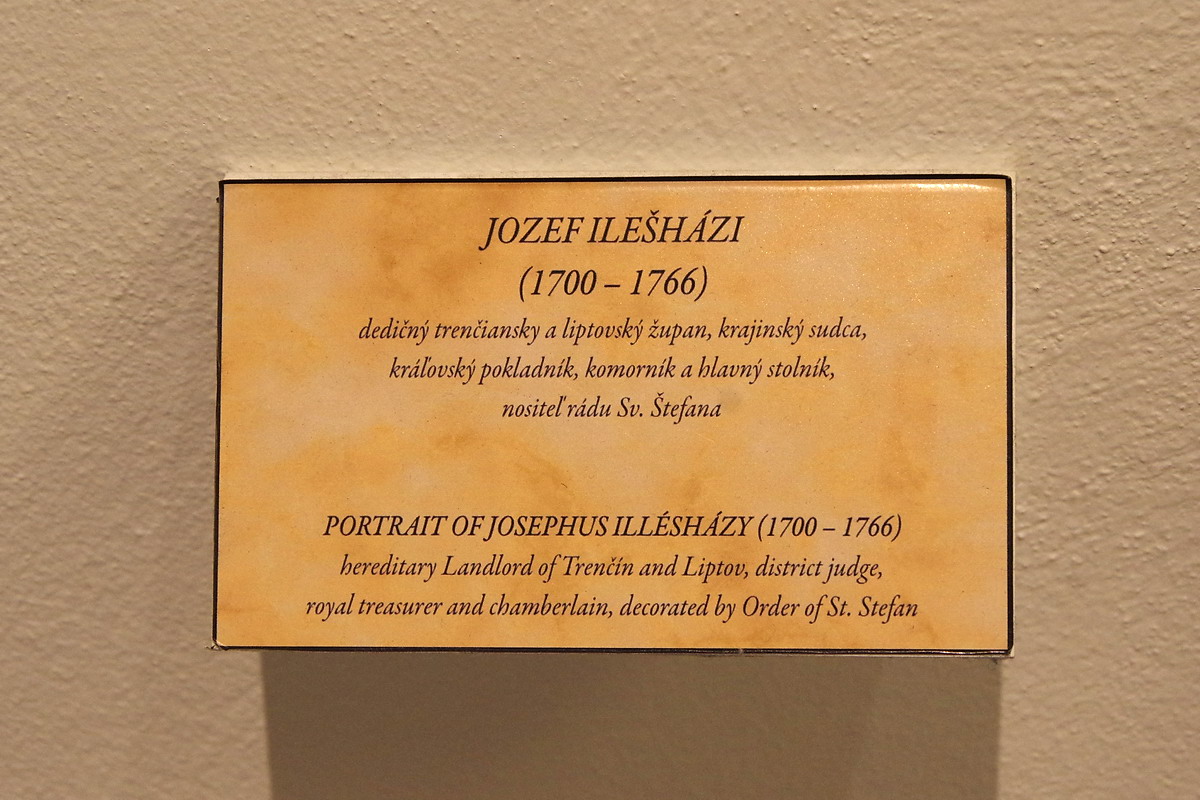 JOZEF ILEŠHÁZI
(1700 – 1766)
dedičný trenčiansky a liptovský župan, krajinský sudca,
kráľovský pokladník, komorník a hlavný stolník,
nositeľ rádu Sv. Štefana
PORTRAIT OF JOSEPHUS ILLÉSHÁZY (1700 – 1766)
hereditary Landlord of Trenčín and Liptov, district judge,
royal treasurer and chamberlain, decorated by Order of St. Stefan